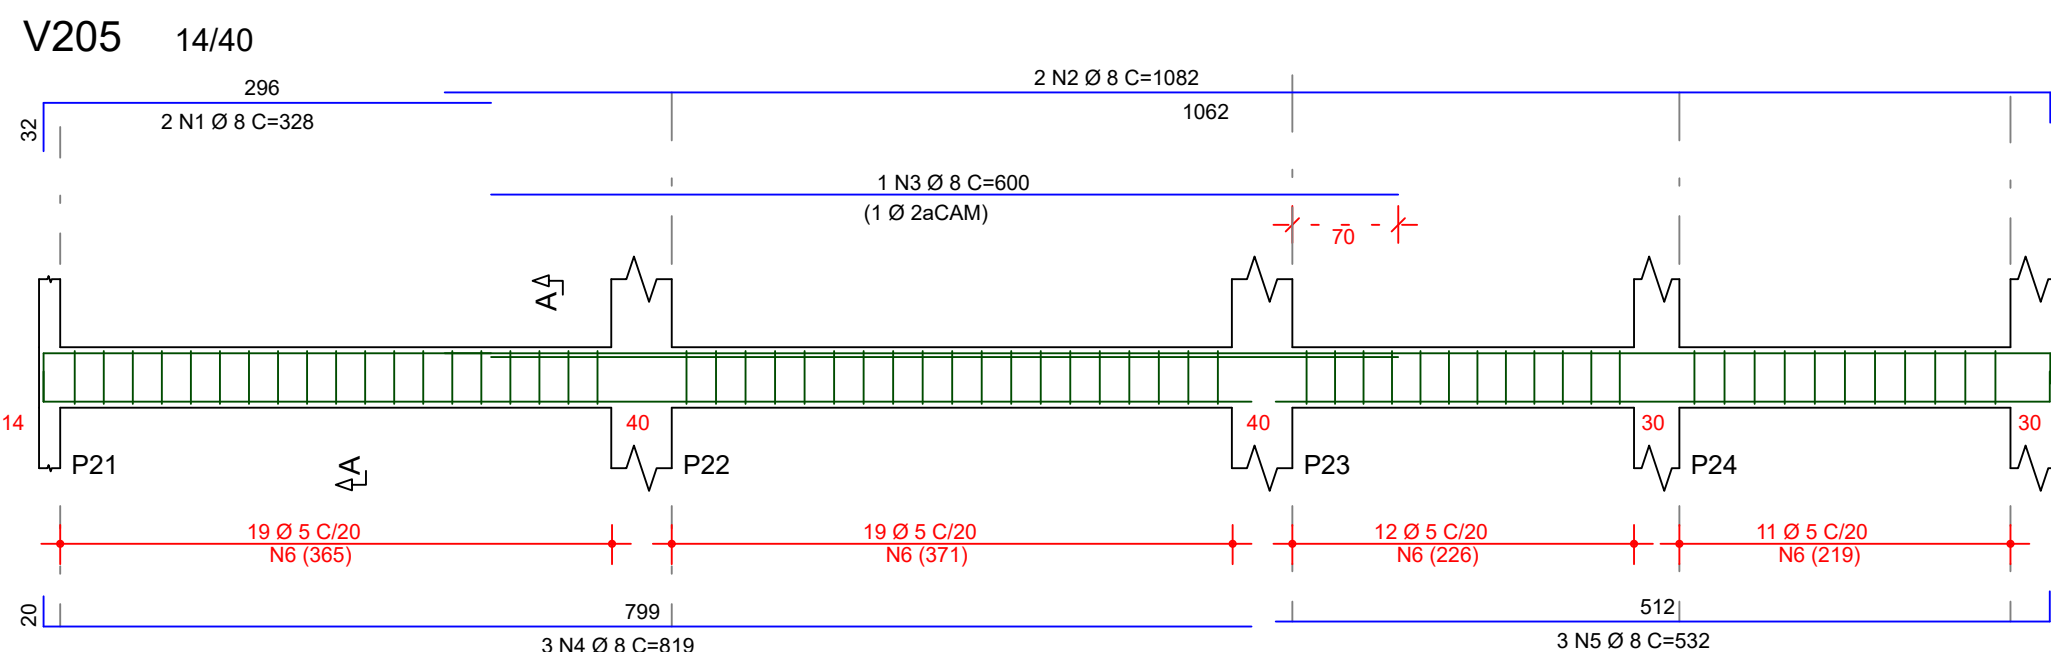 V205 14/40
296
2 N2 Ø 8 C=1082
32
2 N1 Ø 8 C=328
1062
1 N3 Ø 8 C=600
(1 Ø 2aCAM)
70
A
14
40
40
30
30
P21
A
P22
P23
P24
19 Ø 5 C/20
N6 (365)
19 Ø 5 C/20
N6 (371)
12 Ø 5 C/20
N6 (226)
11 Ø 5 C/20
N6 (219)
20
799
512
3 N4 Ø 8 C=819
3 N5 Ø 8 C=532